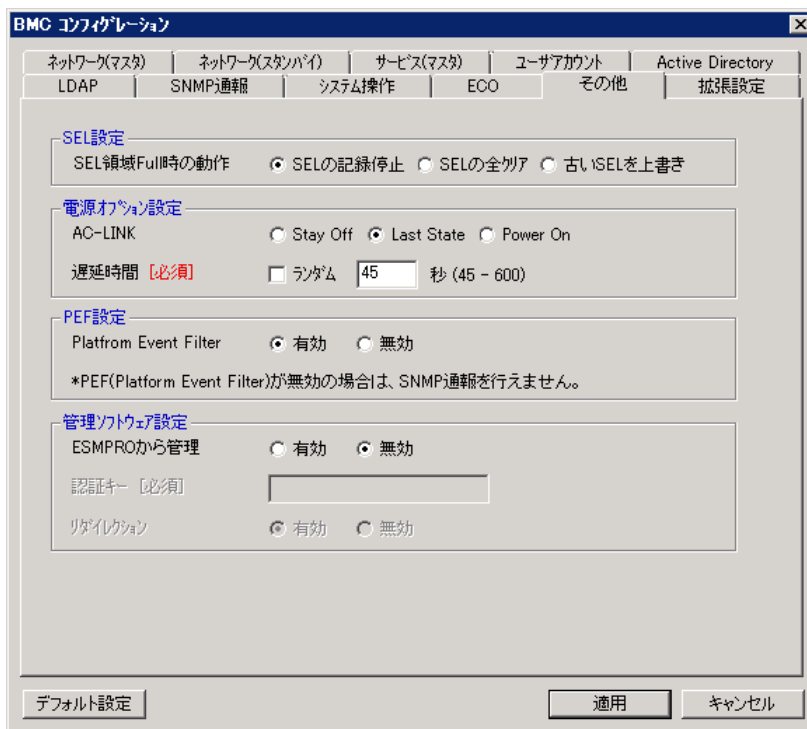 BMC コンフィグレーション
ネットワーク(マスタ) ネットワーク(スタンバイ) サービス(マスタ) ユーザアカウント Active Directory
LDAP SNMP通報 システム操作 ECO その他 拡張設定
SEL設定
SEL領域Full時の動作 SELの記録停止 SELの全クリア 古いSELを上書き
電源オプション設定
AC-LINK Stay Off Last State Power On
遅延時間 [必須] ランダム 45 秒 (45 - 600)
PEF設定
Platfrom Event Filter 有効 無効
*PEF(Platform Event Filter)が無効の場合は、SNMP通報を行えません。
管理ソフトウェア設定
ESMPROから管理 有効 無効
認証キー [必須]
リダイレクション 有効 無効
デフォルト設定 適用 キャンセル